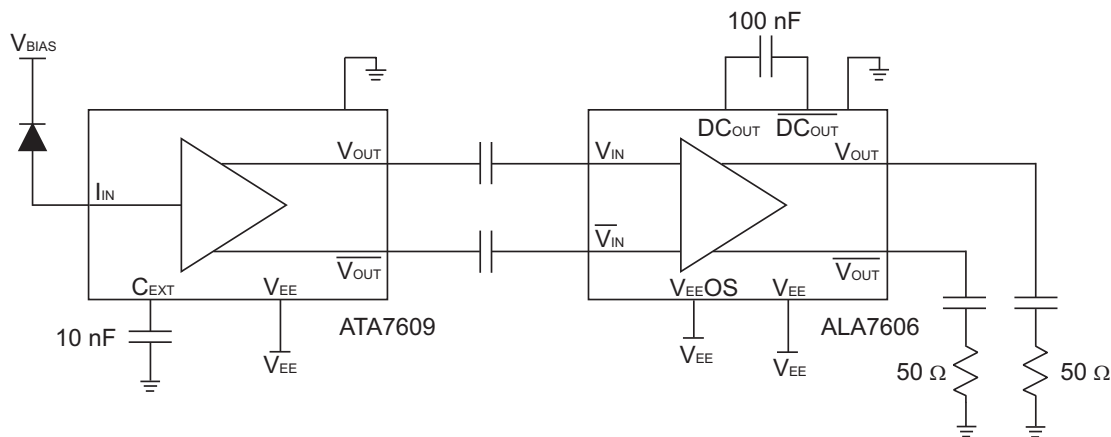 100 nF
VBIAS
DCOUT
DCOUT
VOUT
VIN
VOUT
IIN
VIN
VOUT
VOUT
CEXT
VEE
VEEOS
VEE
10 nF
ATA7609
ALA7606
VEE
VEE
VEE
50 Ω
50 Ω